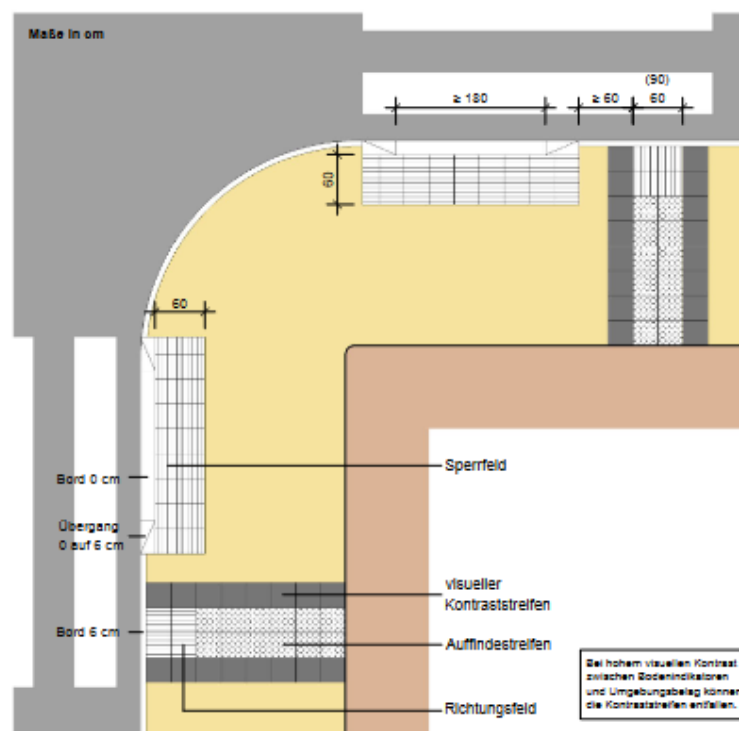 Maße in om
(90)
≥ 180
≥ 60
60
60
60
Sperrfeld
Bord 0 cm
Übergang
0 auf 6 cm
visueller
Kontraststreifen
Bord 6 cm
Auffindestreifen
Bei hohem visuellen Kontrast
zwischen Bodenindikatoren
und Umgebungsbelag können
die Kontraststreifen entfallen.
Richtungsfeld